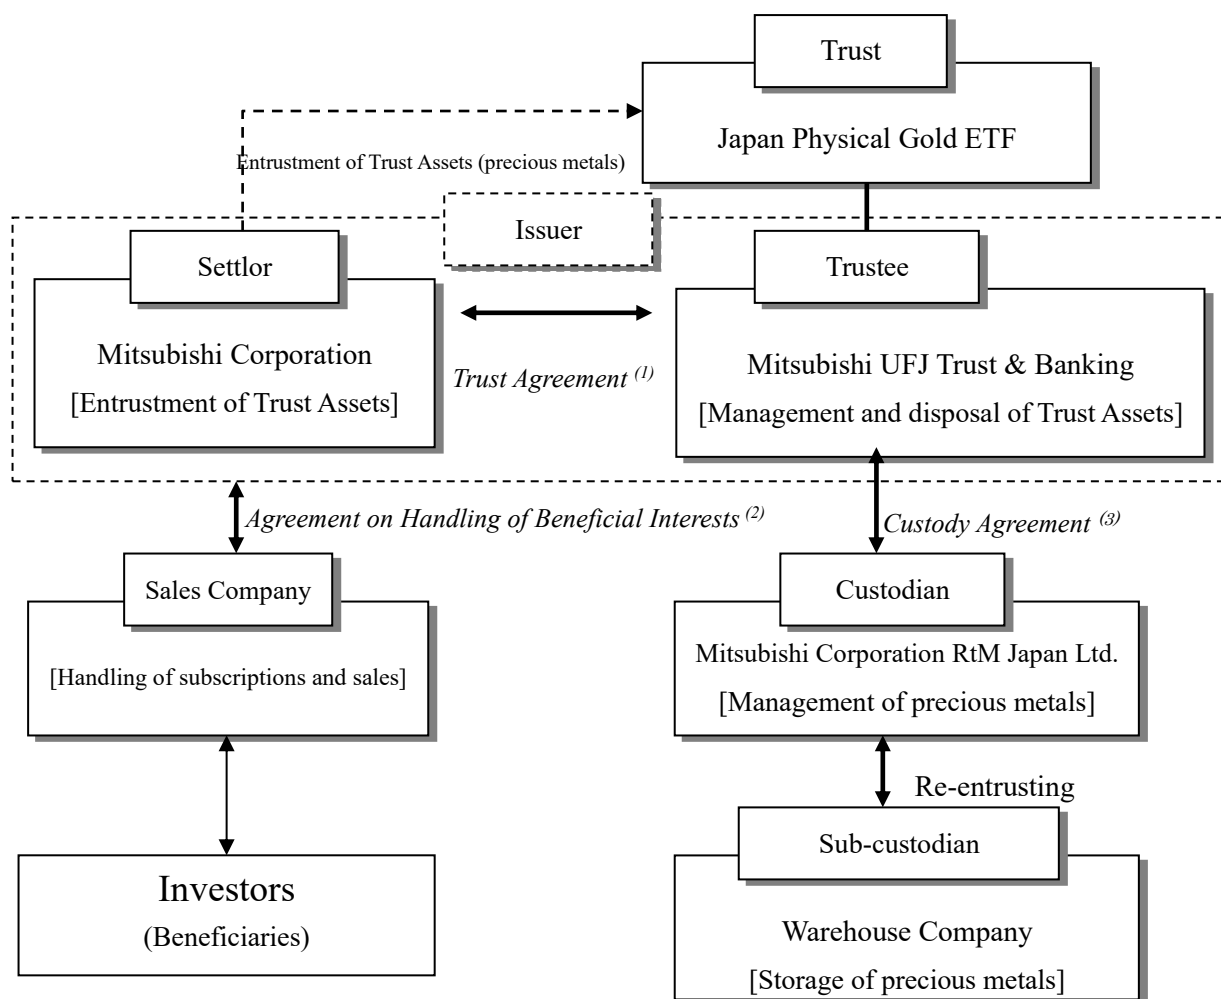 Trust
Japan Physical Gold ETF
Entrustment of Trust Assets (precious metals)
Issuer
Settlor
Mitsubishi Corporation
[Entrustment of Trust Assets]
Trust Agreement (1)
Trustee
Mitsubishi UFJ Trust & Banking
[Management and disposal of Trust Assets]
Agreement on Handling of Beneficial Interests (2)
Custody Agreement (3)
Sales Company
[Handling of subscriptions and sales]
Custodian
Mitsubishi Corporation RtM Japan Ltd.
[Management of precious metals]
Re-entrusting
Investors
(Beneficiaries)
Sub-custodian
Warehouse Company
[Storage of precious metals]